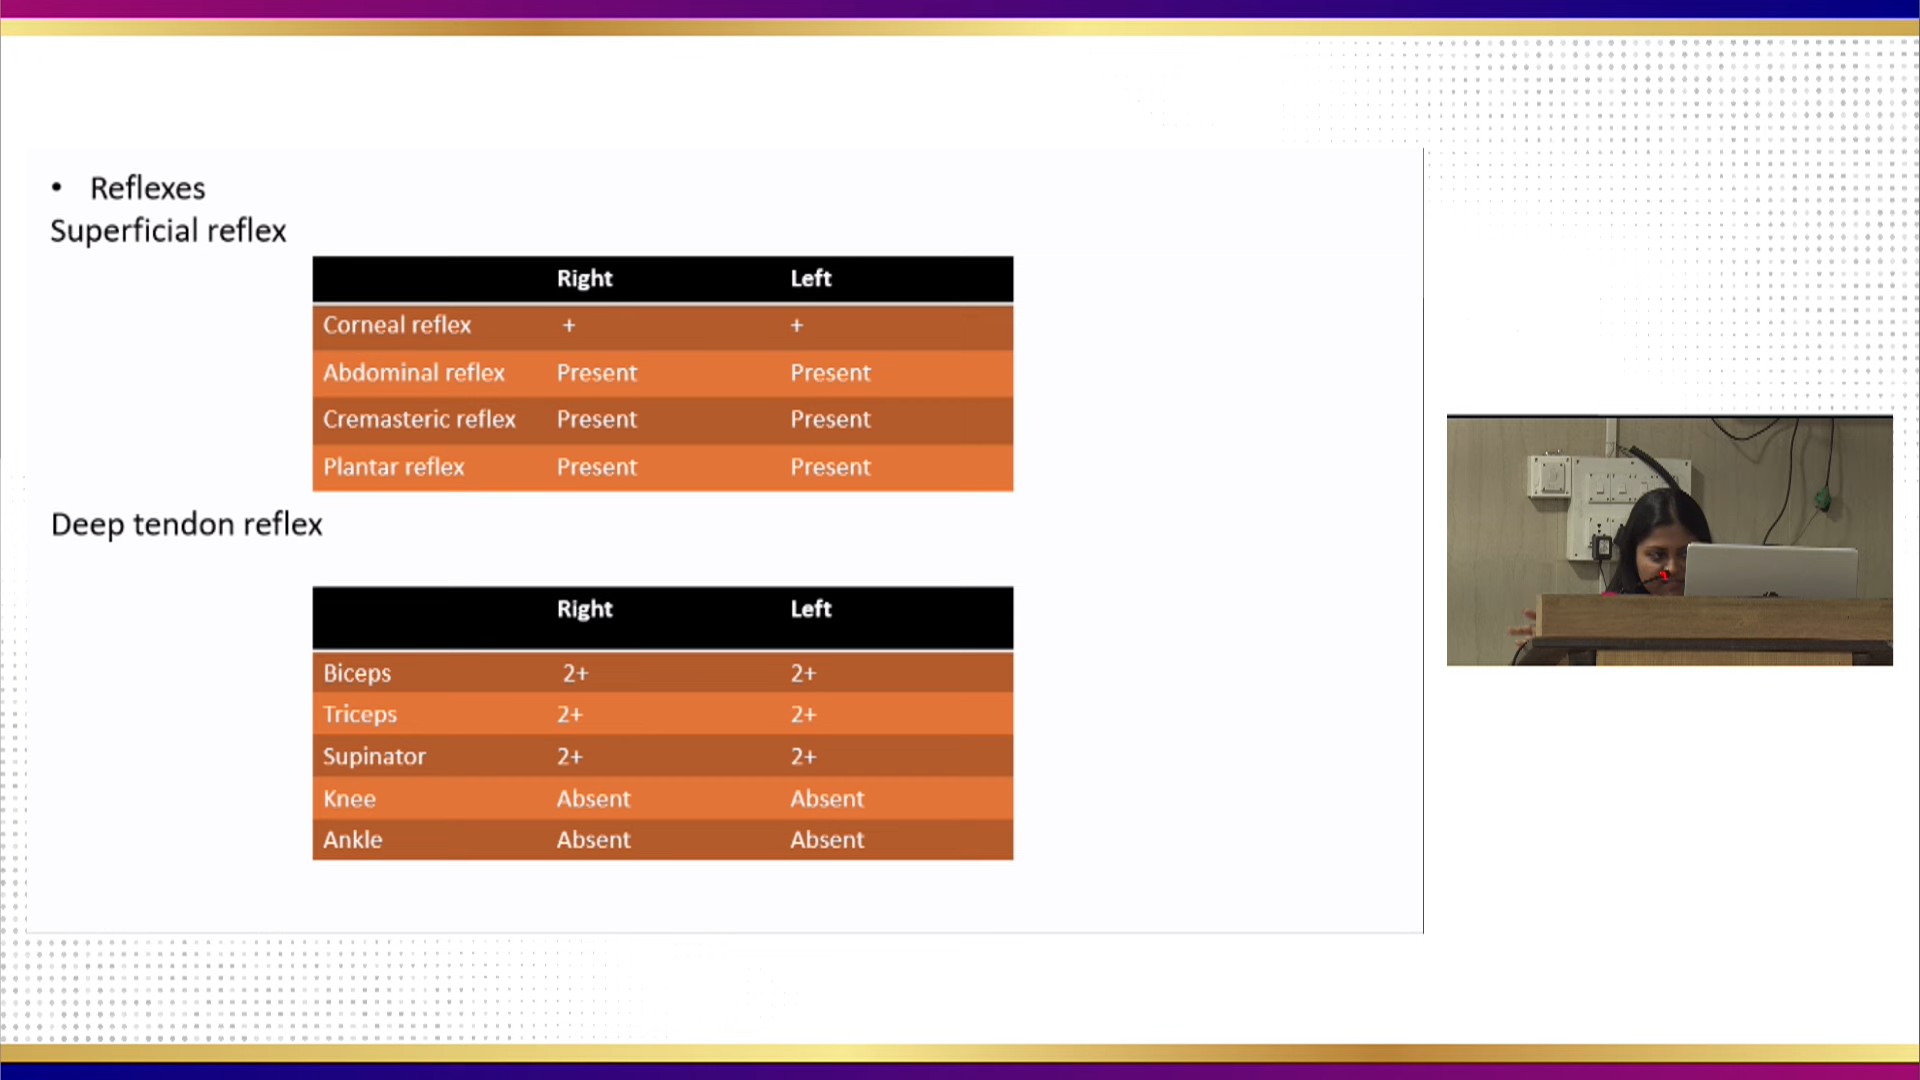 • Reflexes
Superficial reflex
Right Left
Corneal reflex + +
Abdominal reflex Present Present
Cremasteric reflex Present Present
Plantar reflex Present Present
Deep tendon reflex
Right Left
Biceps 2+ 2+
Triceps 2+ 2+
Supinator 2+ 2+
Knee Absent Absent
Ankle Absent Absent